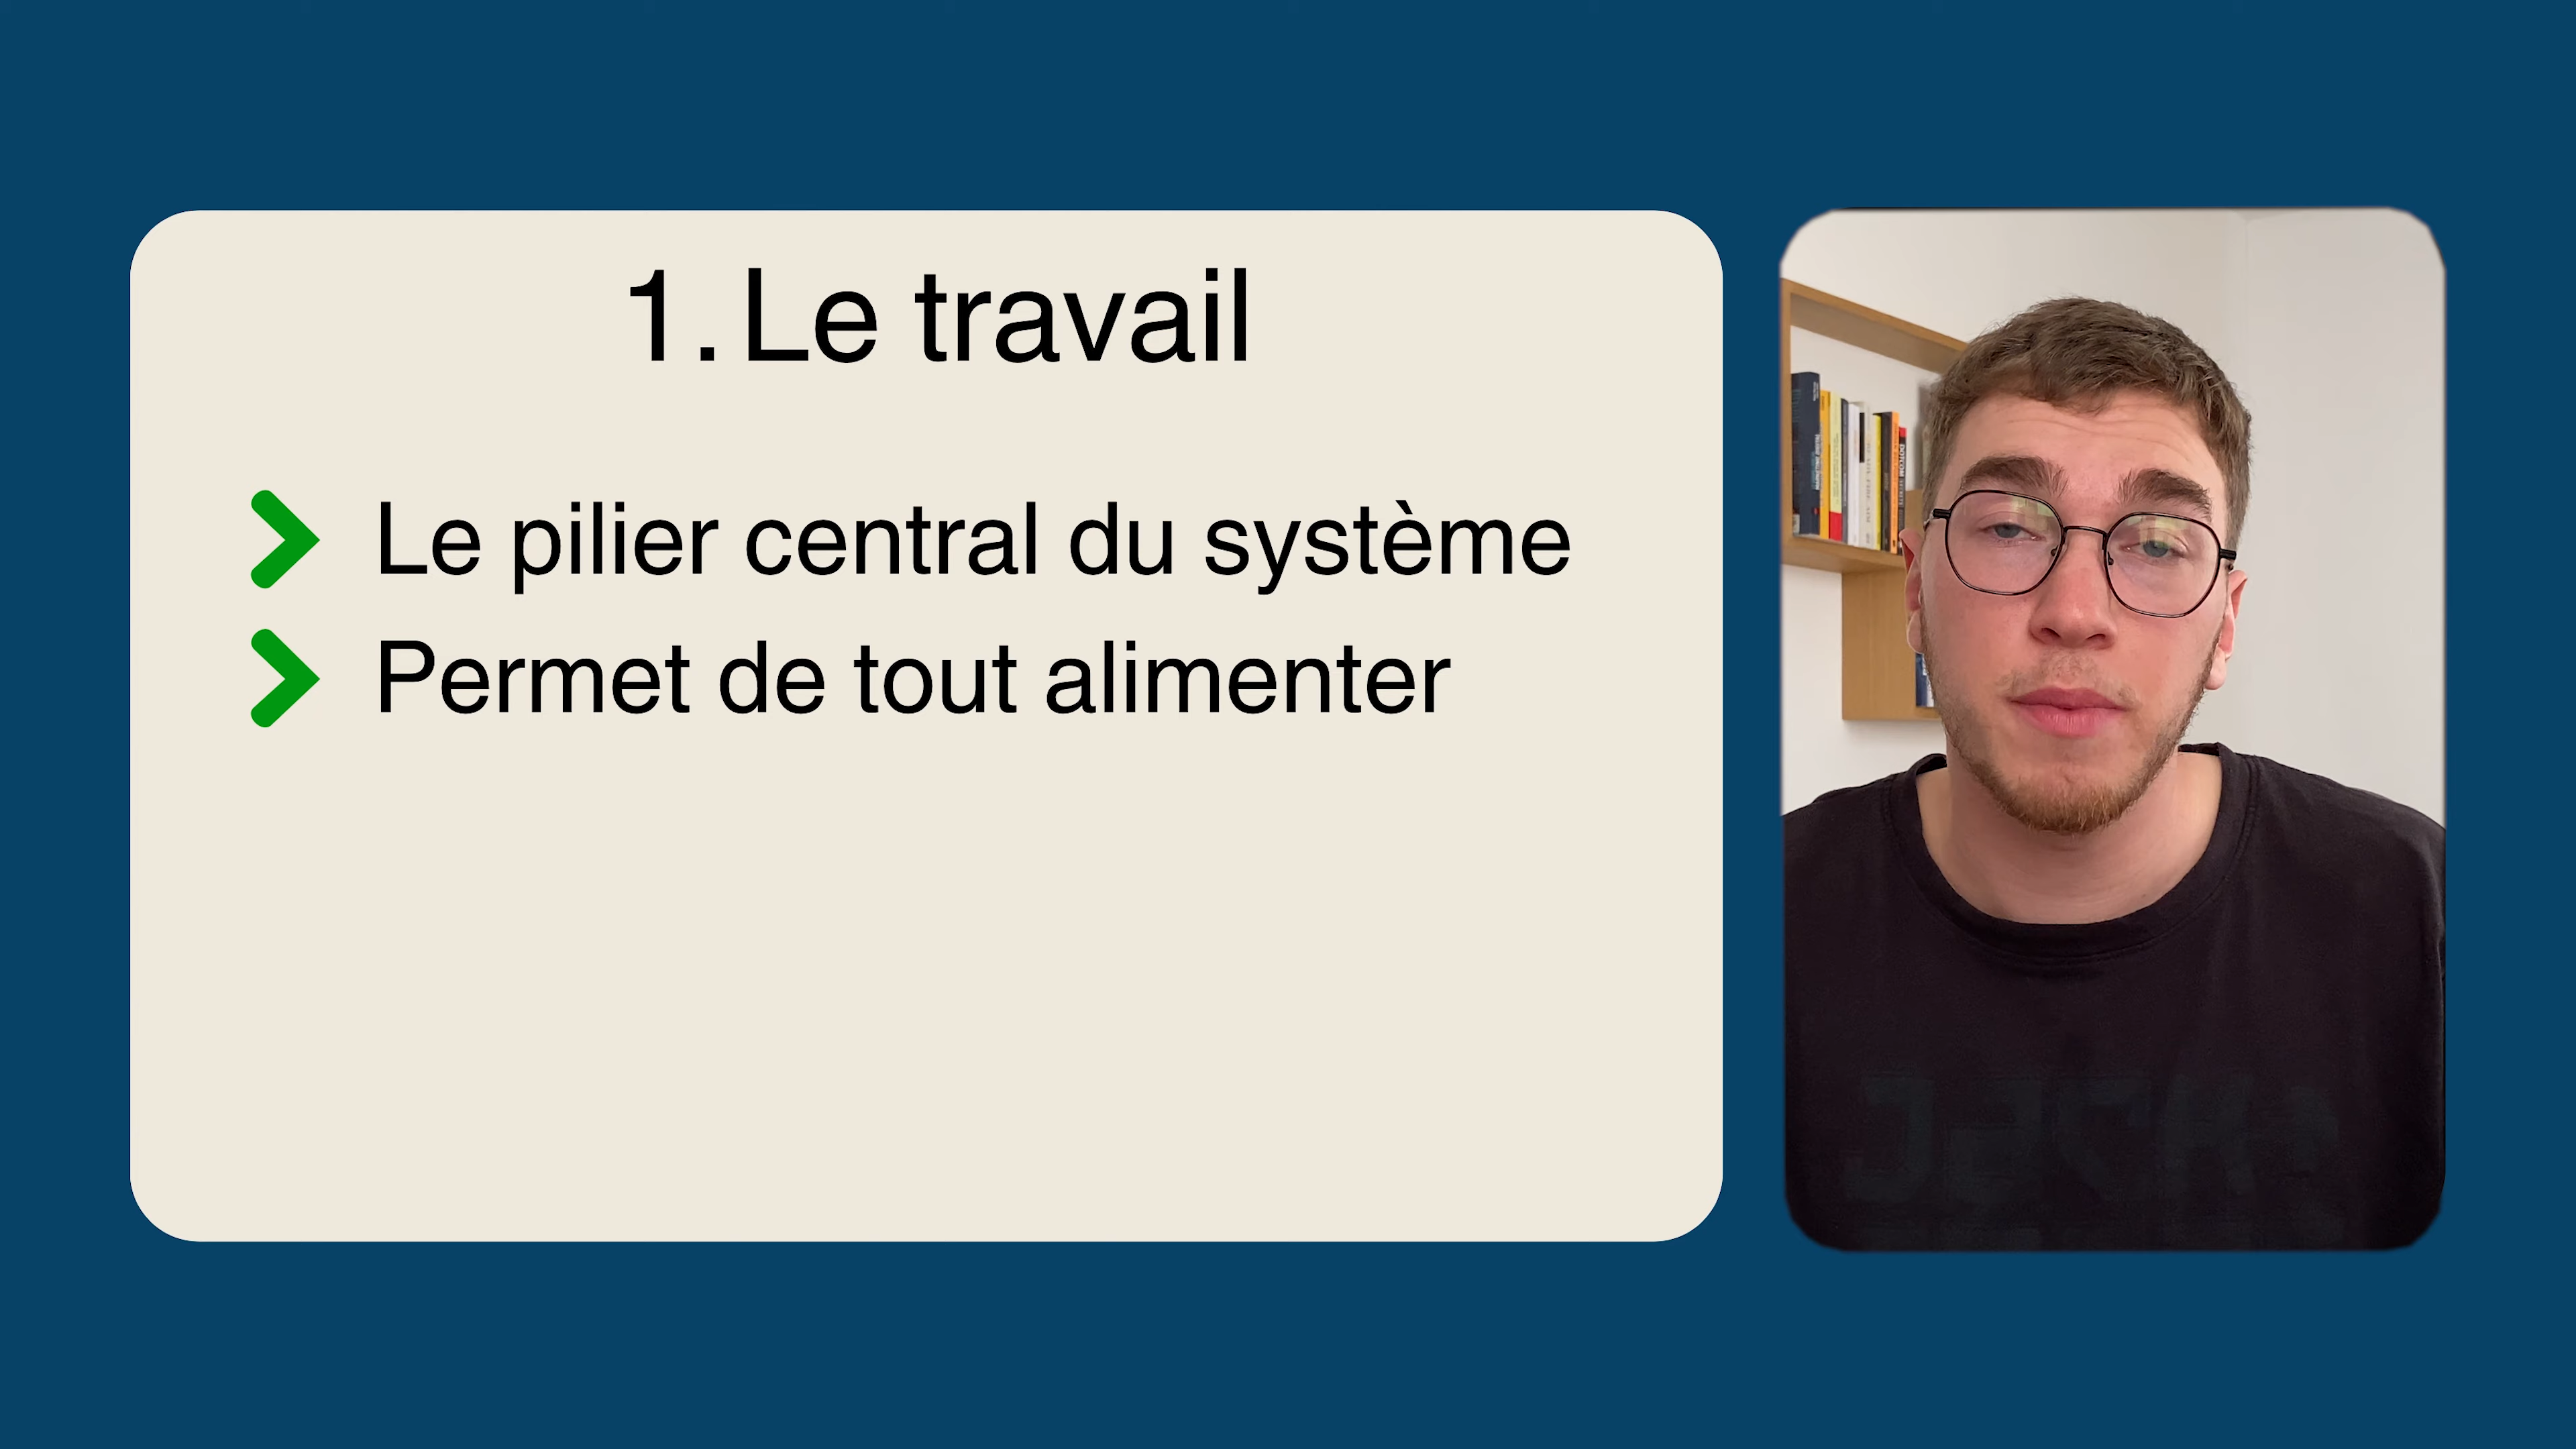 1. Le travail
Le pilier central du système
Permet de tout alimenter